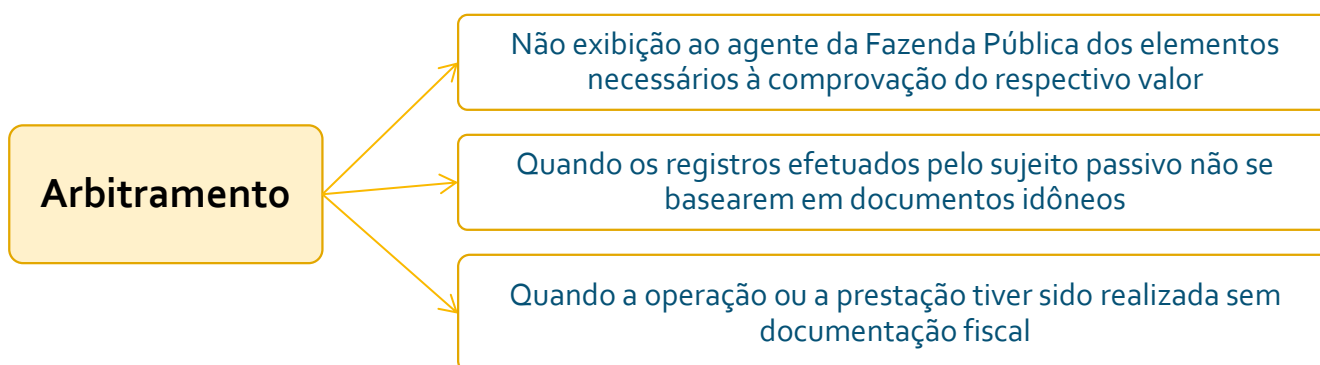 Arbitramento
Não exibição ao agente da Fazenda Pública dos elementos
necessários à comprovação do respectivo valor
Quando os registros efetuados pelo sujeito passivo não se
basearem em documentos idôneos
Quando a operação ou a prestação tiver sido realizada sem
documentação fiscal